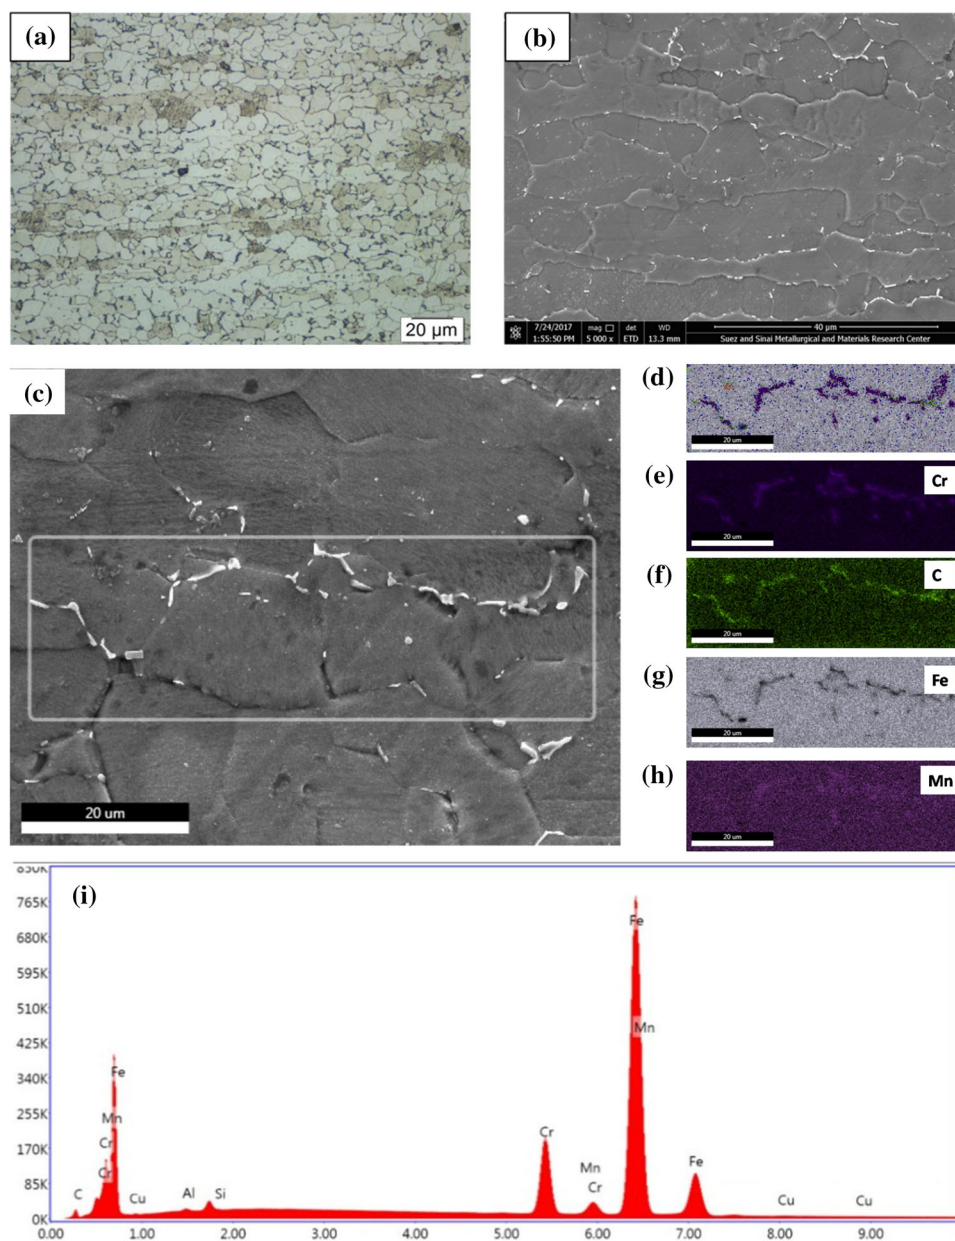 (a)
20 µm
(b)
7/24/2017 mag det WD 40 µm
1:55:50 PM 5 000 x ETD 13.3 mm Suez and Sinai Metallurgical and Materials Research Center
(c)
20 um
(d)
20 um
(e)
Cr
20 um
(f)
C
20 um
(g)
Fe
20 um
(h)
Mn
20 um
(i)
850K
765K
680K
595K
510K
425K
340K
255K
170K
85K
0K
C
Cr
Cr
Mn
Fe
Cu
Al
Si
Cr
Mn
Cr
Fe
Mn
Fe
Cu
Cu
0.00 1.00 2.00 3.00 4.00 5.00 6.00 7.00 8.00 9.00